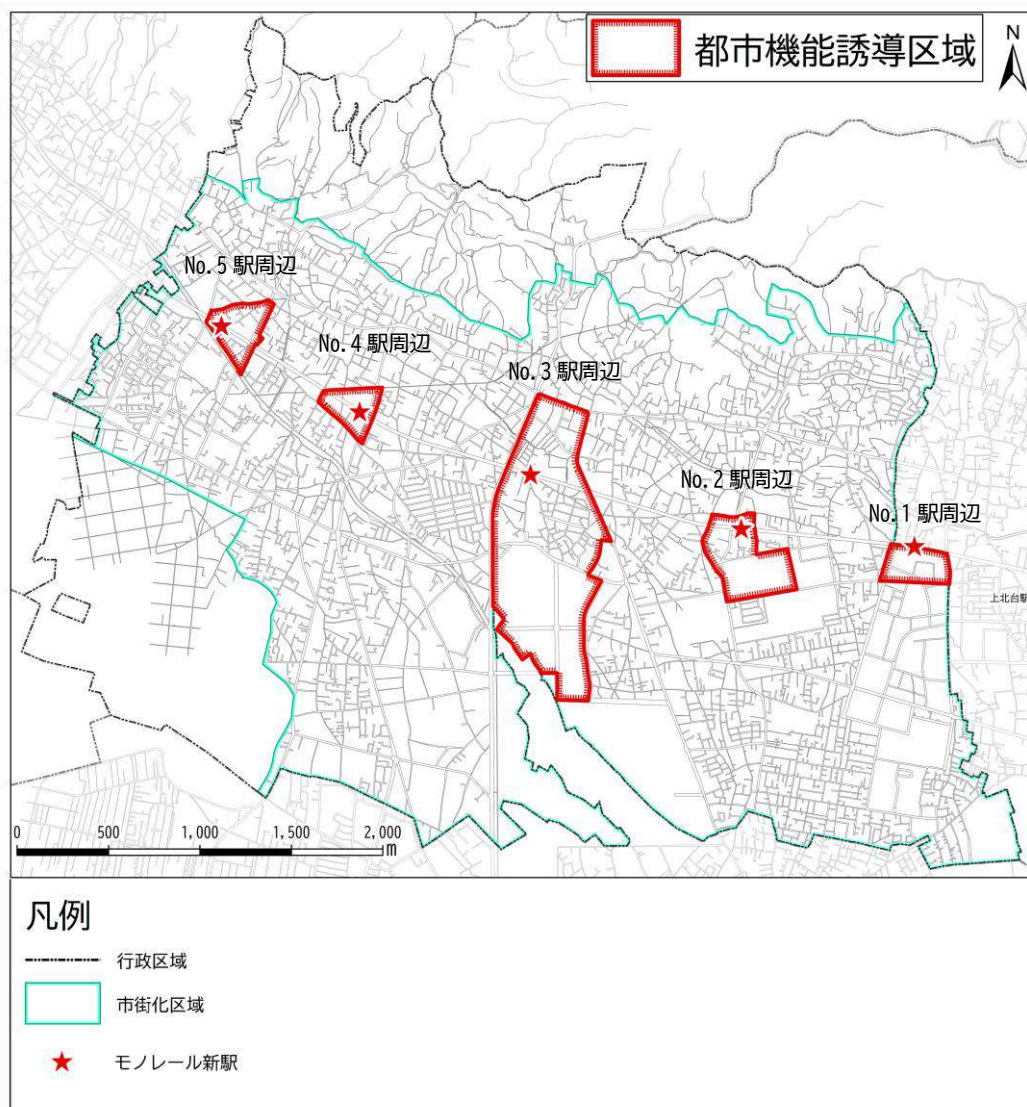 都市機能誘導区域
N
No.5 駅周辺
No.4 駅周辺
No.3 駅周辺
No.2 駅周辺
No.1 駅周辺
上北台駅
0 500 1,000 1,500 2,000
m
凡例
行政区域
市街化区域
モノレール新駅